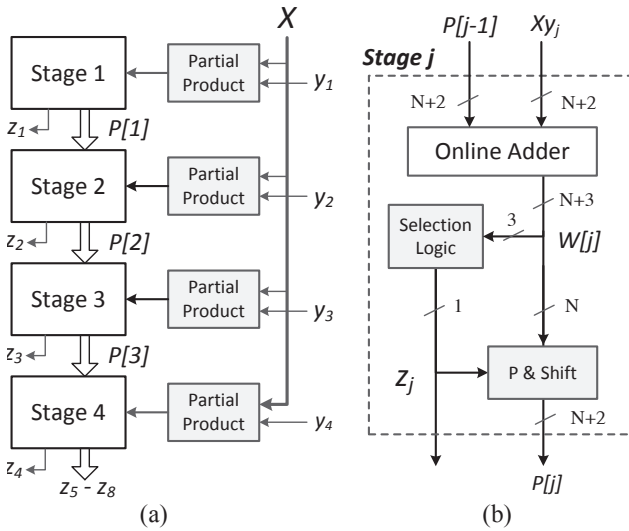 X
Stage 1
Partial
Product
y1
z1
P[1]
Stage 2
Partial
Product
y2
z2
P[2]
Stage 3
Partial
Product
y3
z3
P[3]
Stage 4
Partial
Product
y4
z4
z5 - z8
(a)
P[j-1]
Xyj
Stage j
N+2
N+2
Online Adder
N+3
Selection
Logic
3
W[j]
1
N
zj
P & Shift
N+2
P[j]
(b)